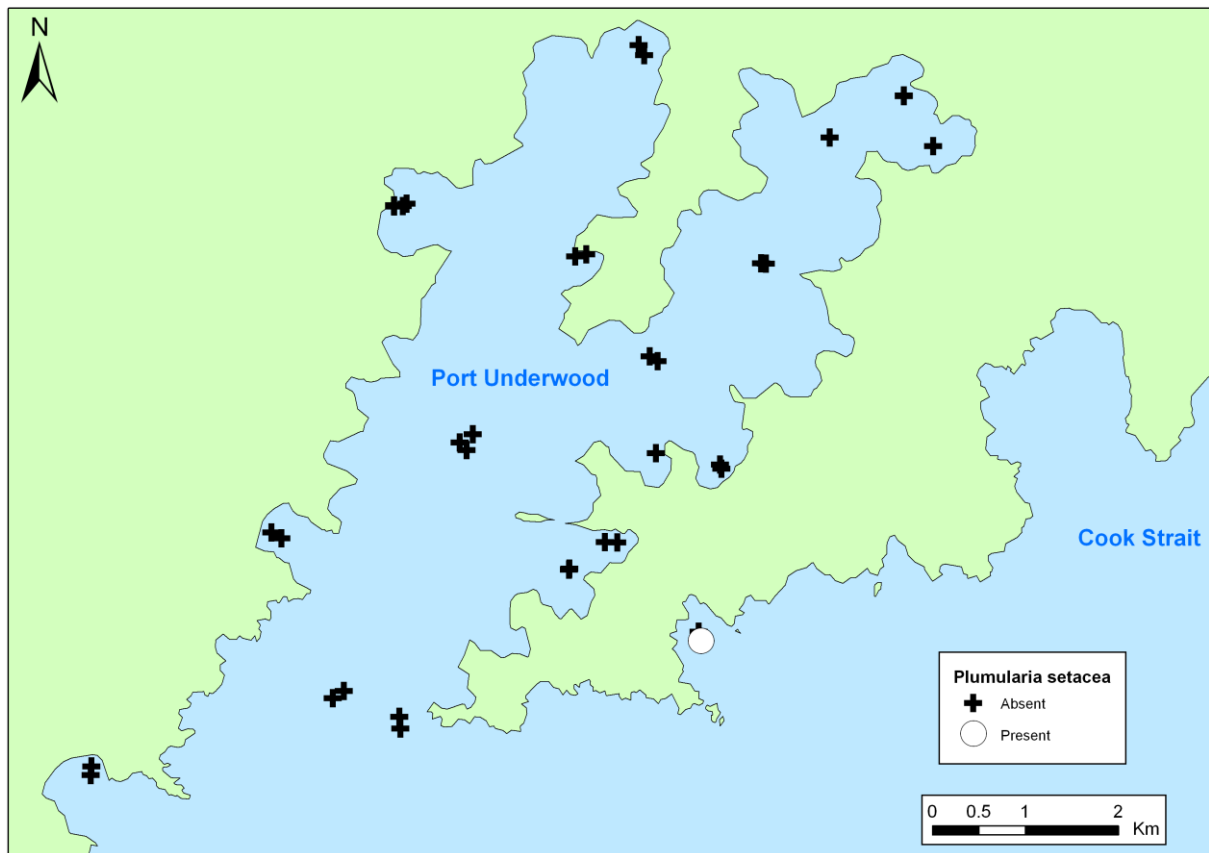 N
Port Underwood
Cook Strait
Plumularia setacea
Absent
Present
0 0.5 1 2
Km